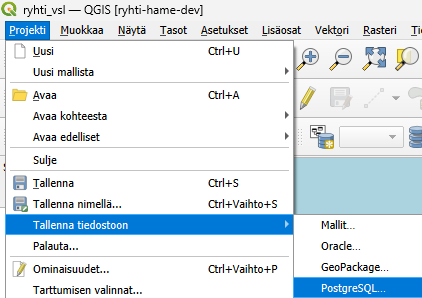 ryhti_vsl — QGIS [ryhti-hame-dev]
Projekti Muokkaa Näytä Tasot Asetukset Lisäosat Vektori Rasteri
Uusi Ctrl+U
Uusi mallista
Avaa Ctrl+A
Avaa kohteesta
Avaa edelliset
Sulje
Tallenna Ctrl+S
Tallenna nimellä... Ctrl+Vaihto+S
Tallenna tiedostoon
Mallit...
Palauta...
Oracle...
Ominaisuudet... Ctrl+Vaihto+P
GeoPackage...
Tarttumisen valinnat...
PostgreSQL...